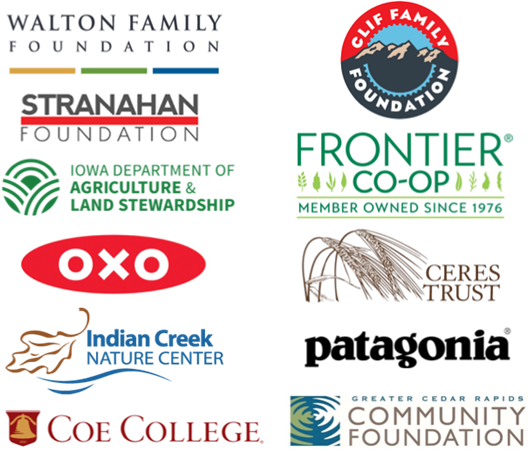 WALTON FAMILY
FOUNDATION
STRANAHAN
FOUNDATION
IOWA DEPARTMENT OF
AGRICULTURE &
LAND STEWARDSHIP
OXO
Indian Creek
NATURE CENTER
COE COLLEGE®
CLIF FAMILY
FOUNDATION
FRONTIER®
CO-OP
MEMBER OWNED SINCE 1976
CERES
TRUST
patagonia®
GREATER CEDAR RAPIDS
COMMUNITY
FOUNDATION